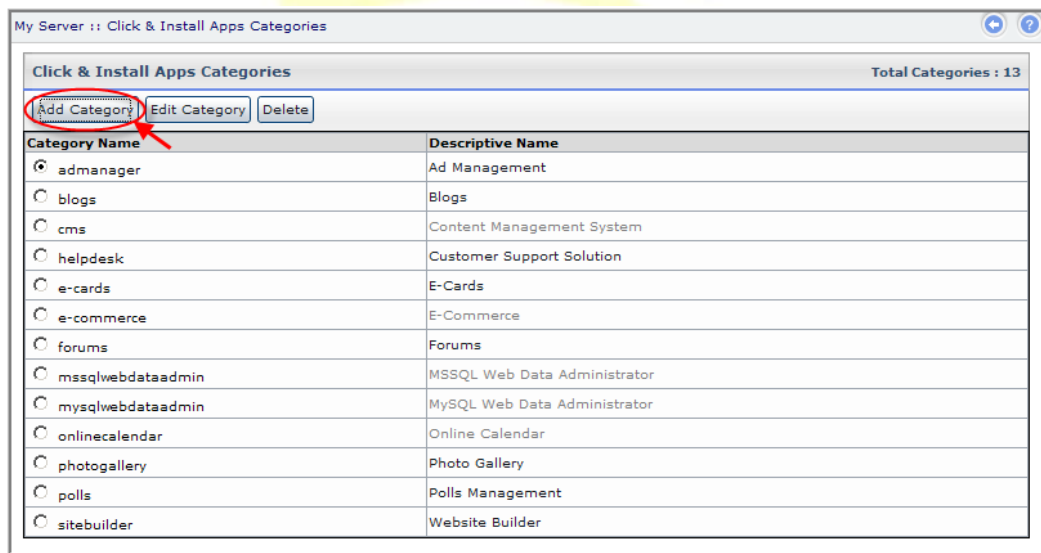 My Server :: Click & Install Apps Categories
Click & Install Apps Categories Total Categories : 13
Add Category Edit Category Delete
Category Name Descriptive Name
admanager Ad Management
blogs Blogs
cms Content Management System
helpdesk Customer Support Solution
e-cards E-Cards
e-commerce E-Commerce
forums Forums
mssqlwebdataadmin MSSQL Web Data Administrator
mysqlwebdataadmin MySQL Web Data Administrator
onlinecalendar Online Calendar
photogallery Photo Gallery
polls Polls Management
sitebuilder Website Builder